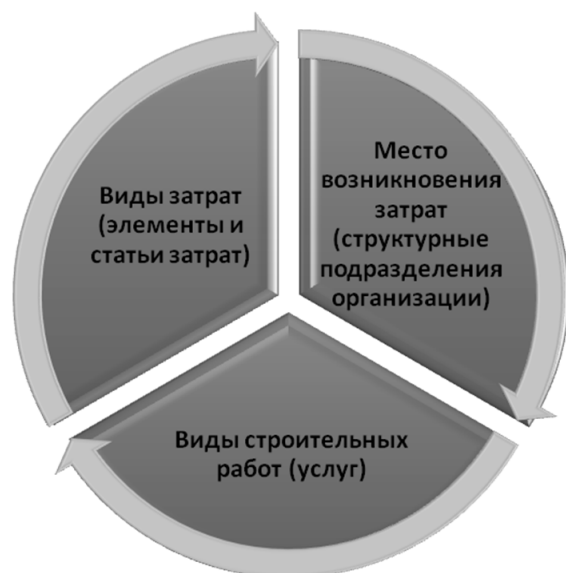 Виды затрат
(элементы и
статьи затрат)
Место
возникновения
затрат
(структурные
подразделения
организации)
Виды строительных
работ (услуг)